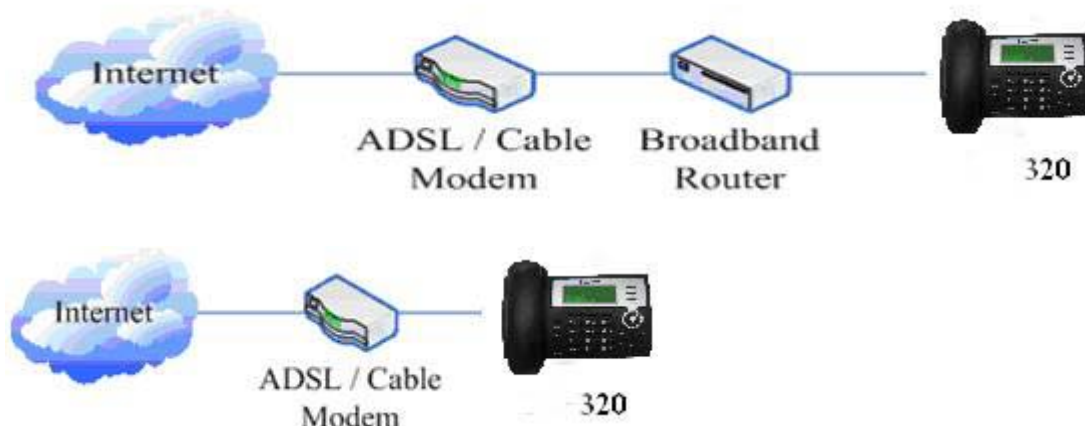 Internet
ADSL / Cable
Modem
Broadband
Router
320
Internet
ADSL / Cable
Modem
320